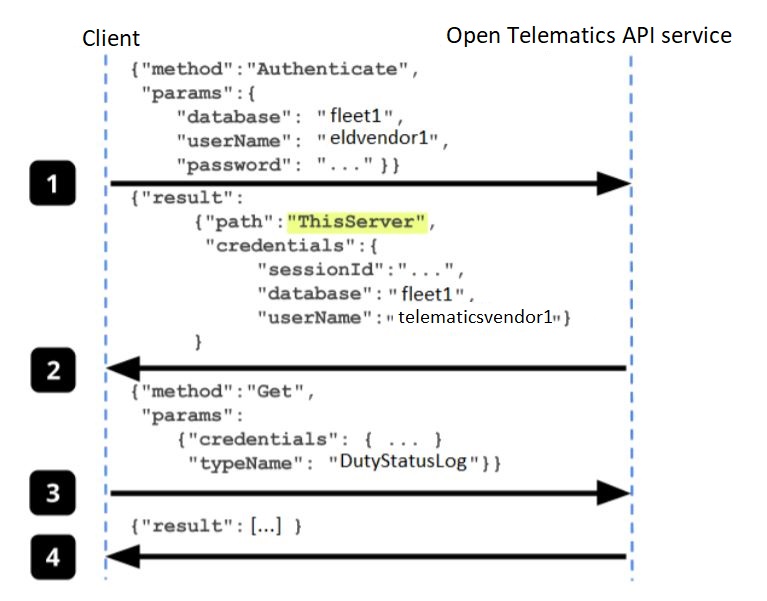 Client
Open Telematics API service
{"method":"Authenticate",
"params":{
"database": "fleet1",
"userName": "eldvendor1",
"password": "..."}}
1
{"result":
{"path":"ThisServer",
"credentials":{
"sessionId":"...",
"database":"fleet1",
"userName":"telematicsvendor1"}
}
2
{"method":"Get",
"params":
{"credentials": { ... }
"typeName": "DutyStatusLog"}}
3
{"result":[...] }
4